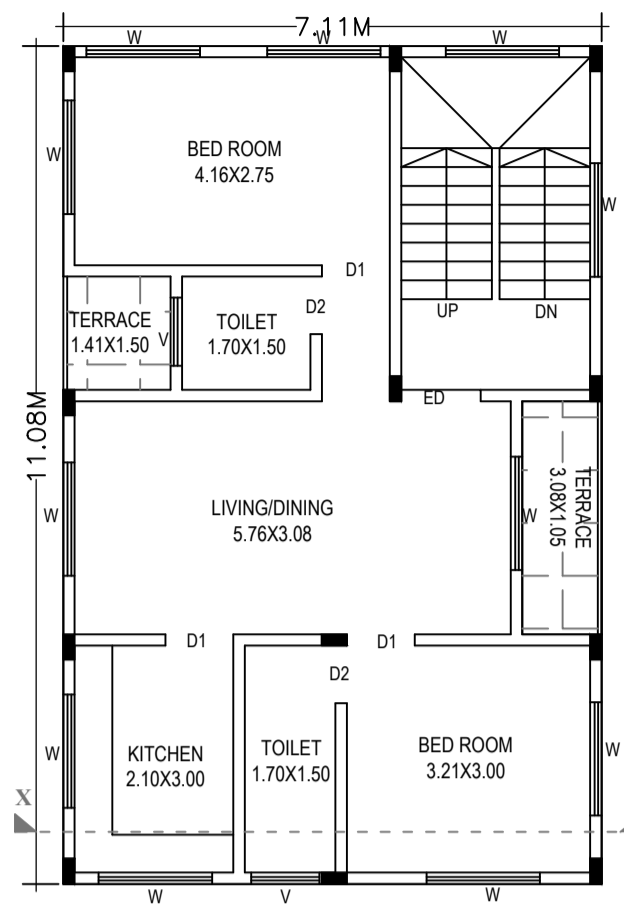 7.11M
W
W
W
W
BED ROOM
4.16X2.75
W
D1
D2
UP
DN
TERRACE
1.41X1.50
V
TOILET
1.70X1.50
ED
11.08M
W
LIVING/DINING
5.76X3.08
W
TERRACE
3.08X1.05
D1
D1
D2
W
KITCHEN
2.10X3.00
TOILET
1.70X1.50
BED ROOM
3.21X3.00
W
X
W
V
W